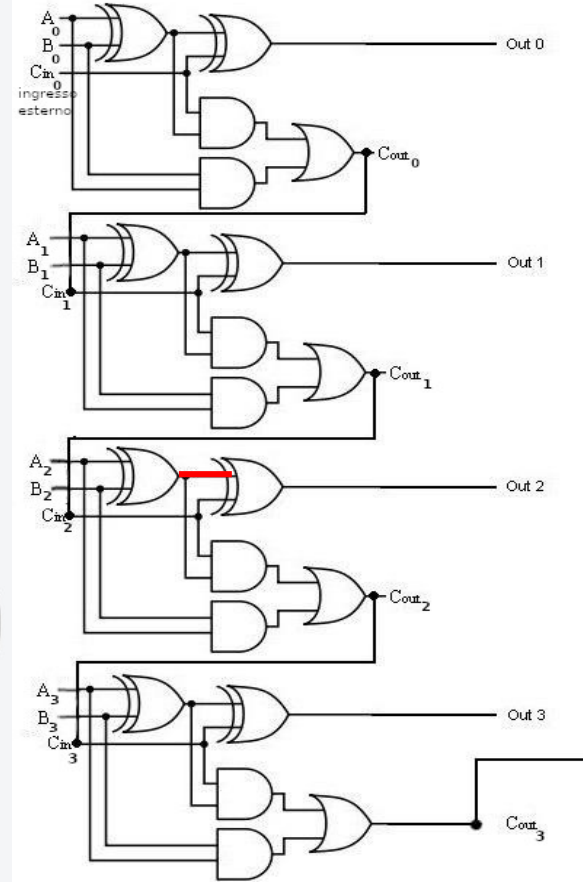 A0
B0
Out 0
Cin0
ingresso
esterno
Cout0
A1
B1
Out 1
Cin1
Cout1
A2
B2
Out 2
Cin2
Cout2
A3
B3
Out 3
Cin3
Cout3